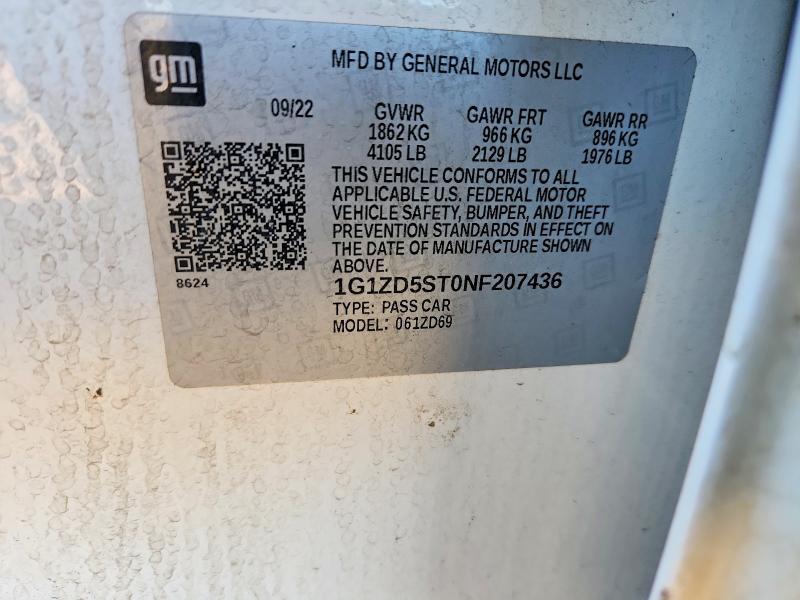 gm
MFD BY GENERAL MOTORS LLC
09/22 GVWR GAWR FRT GAWR RR
1862 KG 966 KG 896 KG
4105 LB 2129 LB 1976 LB
THIS VEHICLE CONFORMS TO ALL
APPLICABLE U.S. FEDERAL MOTOR
VEHICLE SAFETY, BUMPER, AND THEFT
PREVENTION STANDARDS IN EFFECT ON
THE DATE OF MANUFACTURE SHOWN
ABOVE.
8624
1G1ZD5ST0NF207436
TYPE: PASS CAR
MODEL: 061ZD69